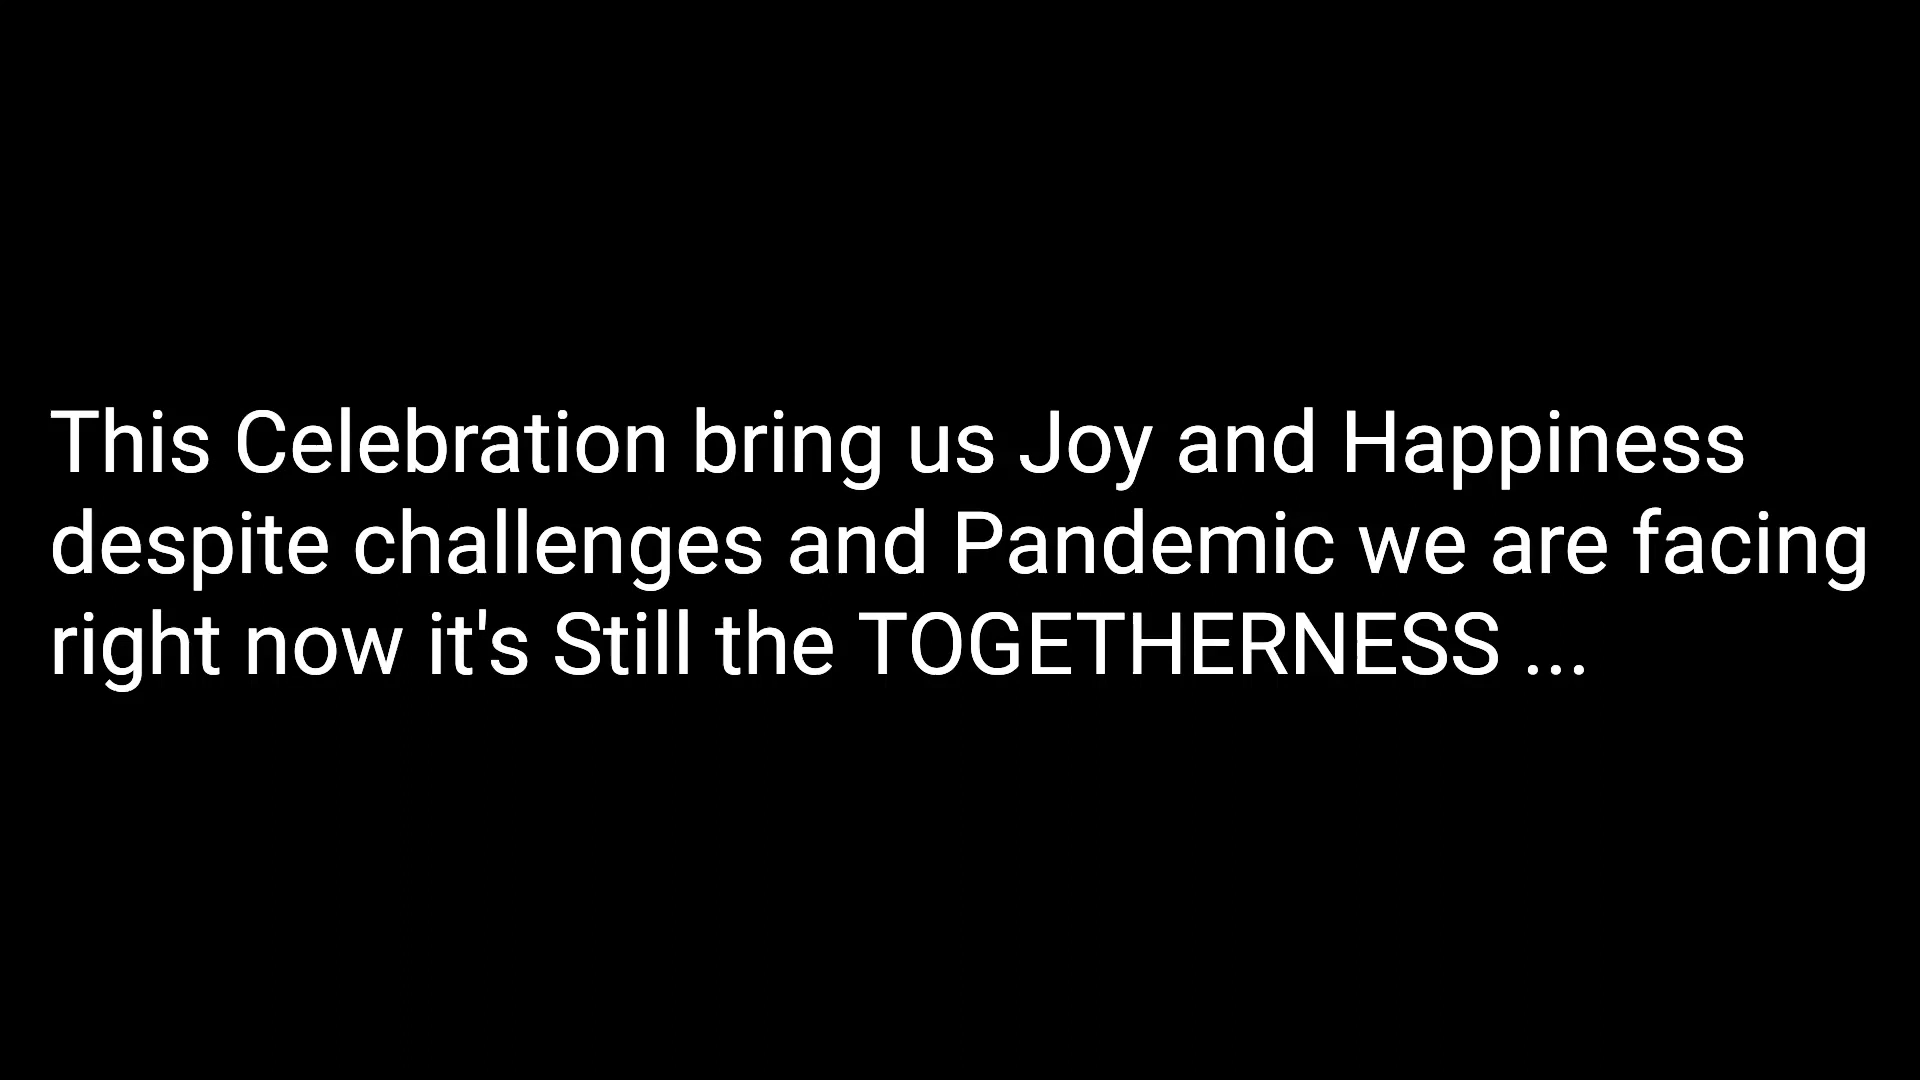 This Celebration bring us Joy and Happiness
despite challenges and Pandemic we are facing
right now it's Still the TOGETHERNESS ...